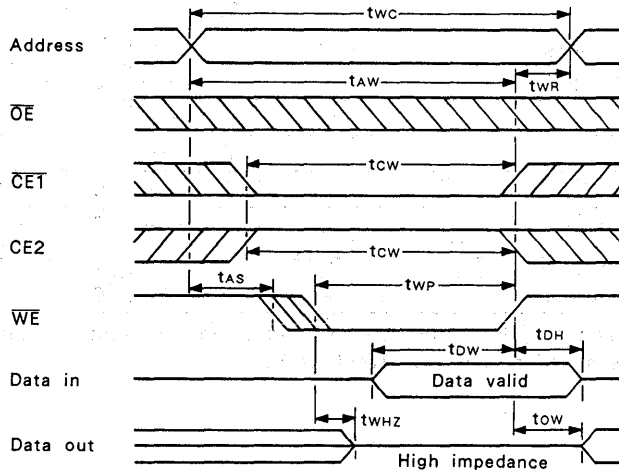 twc
Address
tAW
tWR
OE
CE1
tCW
CE2
tCW
tAS
tWP
WE
tDW
tDH
Data in
Data valid
tWHZ
tOW
Data out
High impedance